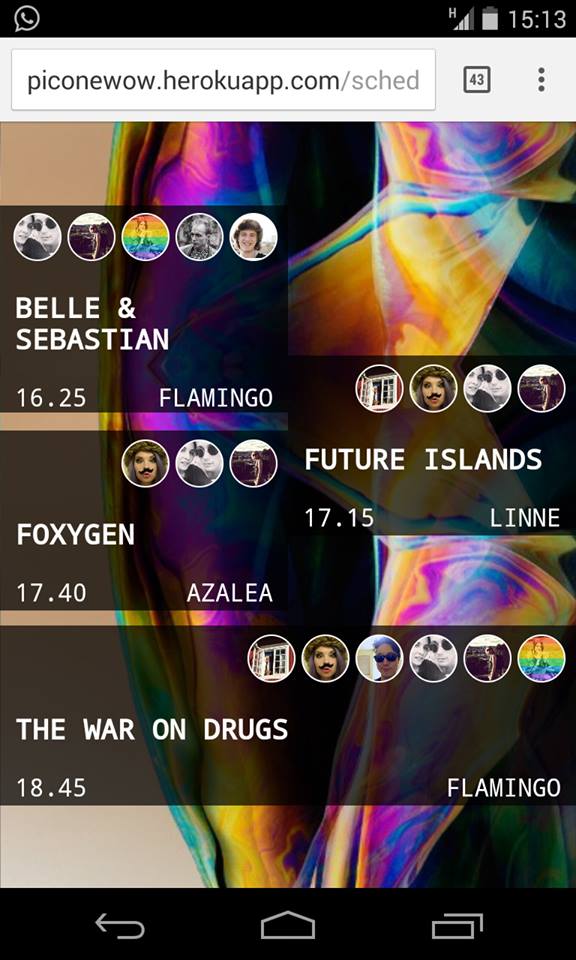 H 15:13
piconewow.herokuapp.com/sched
43
BELLE &
SEBASTIAN
16.25 FLAMINGO
FUTURE ISLANDS
17.15 LINNE
FOXYGEN
17.40 AZALEA
THE WAR ON DRUGS
18.45 FLAMINGO